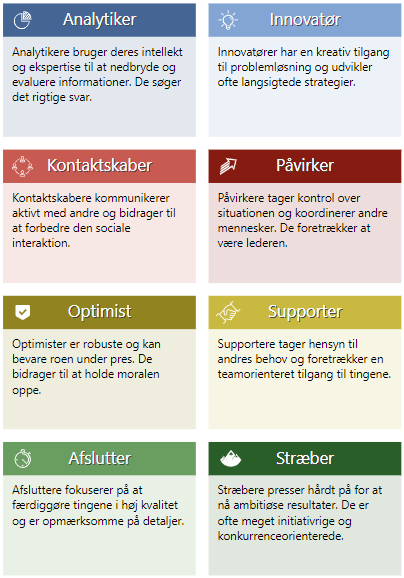 Analytiker
Analytikere bruger deres intellekt
og ekspertise til at nedbryde og
evaluere informationer. De søger
det rigtige svar.
Innovatør
Innovatører har en kreativ tilgang
til problemløsning og udvikler
ofte langsigtede strategier.
Kontaktskaber
Kontaktskabere kommunikerer
aktivt med andre og bidrager til
at forbedre den sociale
interaktion.
Påvirker
Påvirkere tager kontrol over
situationen og koordinerer andre
mennesker. De foretrækker at
være lederen.
Optimist
Optimister er robuste og kan
bevare roen under pres. De
bidrager til at holde moralen
oppe.
Supporter
Supportere tager hensyn til
andres behov og foretrækker en
teamorienteret tilgang til tingene.
Afslutter
Afsluttere fokuserer på at
færdiggøre tingene i høj kvalitet
og er opmærksomme på detaljer.
Stræber
Stræbere presser hårdt på for at
nå ambitiøse resultater. De er
ofte meget initiativrige og
konkurrenceorienterede.